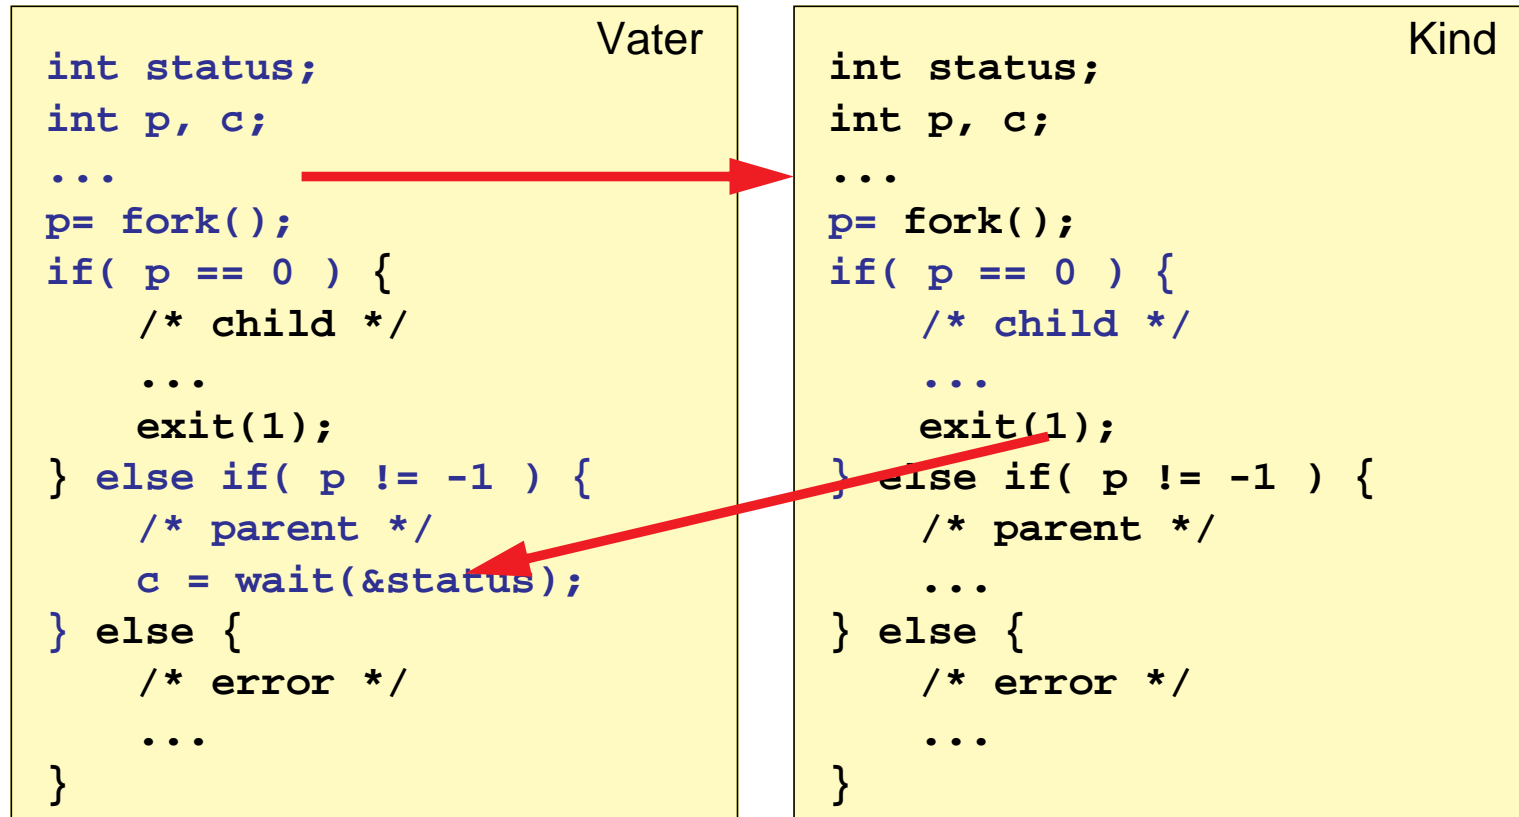 Vater
int status;
int p, c;
...
p= fork();
if( p == 0 ) {
/* child */
...
exit(1);
} else if( p != -1 ) {
/* parent */
c = wait(&status);
} else {
/* error */
...
}
Kind
int status;
int p, c;
...
p= fork();
if( p == 0 ) {
/* child */
...
exit(1);
} else if( p != -1 ) {
/* parent */
...
} else {
/* error */
...
}